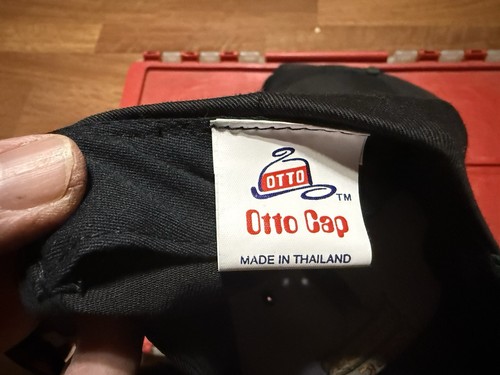 OTTO
TM
Otto Cap
MADE IN THAILAND